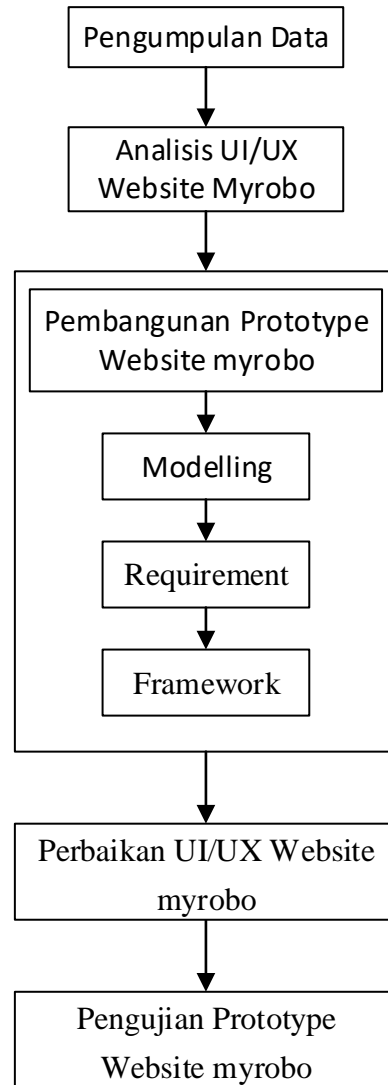 Pengumpulan Data
Analisis UI/UX
Website Myrobo
Pembangunan Prototype
Website myrobo
Modelling
Requirement
Framework
Perbaikan UI/UX Website
myrobo
Pengujian Prototype
Website myrobo